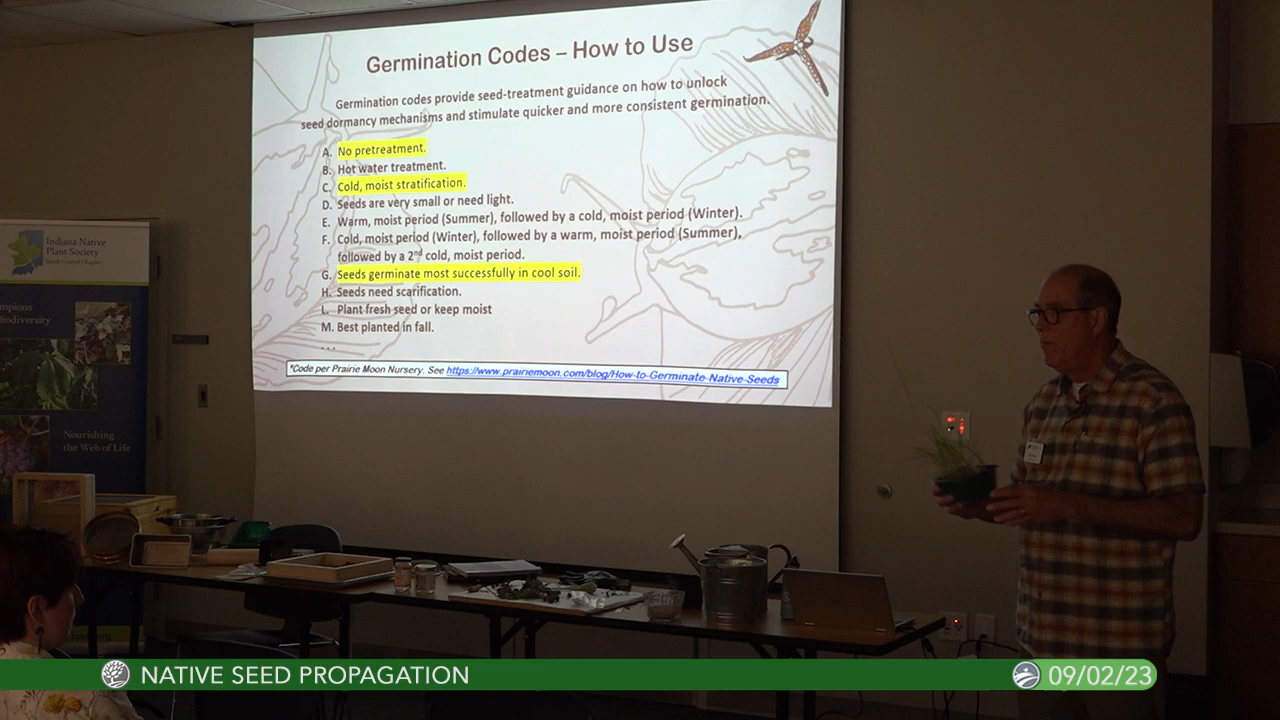 Germination Codes – How to Use
Germination codes provide seed-treatment guidance on how to unlock
seed dormancy mechanisms and stimulate quicker and more consistent germination.
A. No pretreatment.
B. Hot water treatment.
C. Cold, moist stratification.
D. Seeds are very small or need light.
E. Warm, moist period (Summer), followed by a cold, moist period (Winter).
F. Cold, moist period (Winter), followed by a warm, moist period (Summer),
followed by a 2nd cold, moist period.
G. Seeds germinate most successfully in cool soil.
H. Seeds need scarification.
L. Plant fresh seed or keep moist
M. Best planted in fall.
. . .
*Code per Prairie Moon Nursery. See https://www.prairiemoon.com/blog/How-to-Germinate-Native-Seeds
Indiana Native
Plant Society
Chapter
mpions
Biodiversity
Nourishing
the Web of Life
NATIVE SEED PROPAGATION
09/02/23